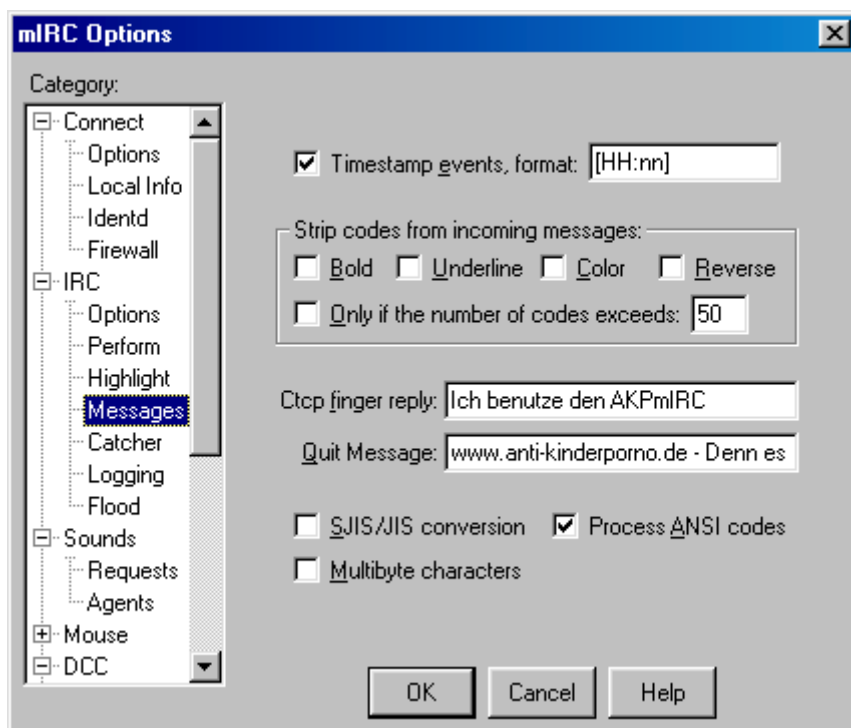 mIRC Options
Category:
Connect
Options
Local Info
Identd
Firewall
IRC
Options
Perform
Highlight
Messages
Catcher
Logging
Flood
Sounds
Requests
Agents
Mouse
DCC
Timestamp events, format: [HH:nn]
Strip codes from incoming messages:
Bold Underline Color Reverse
Only if the number of codes exceeds: 50
Ctcp finger reply: Ich benutze den AKPmIRC
Quit Message: www.anti-kinderporno.de - Denn es
SJIS/JIS conversion Process ANSI codes
Multibyte characters
OK Cancel Help